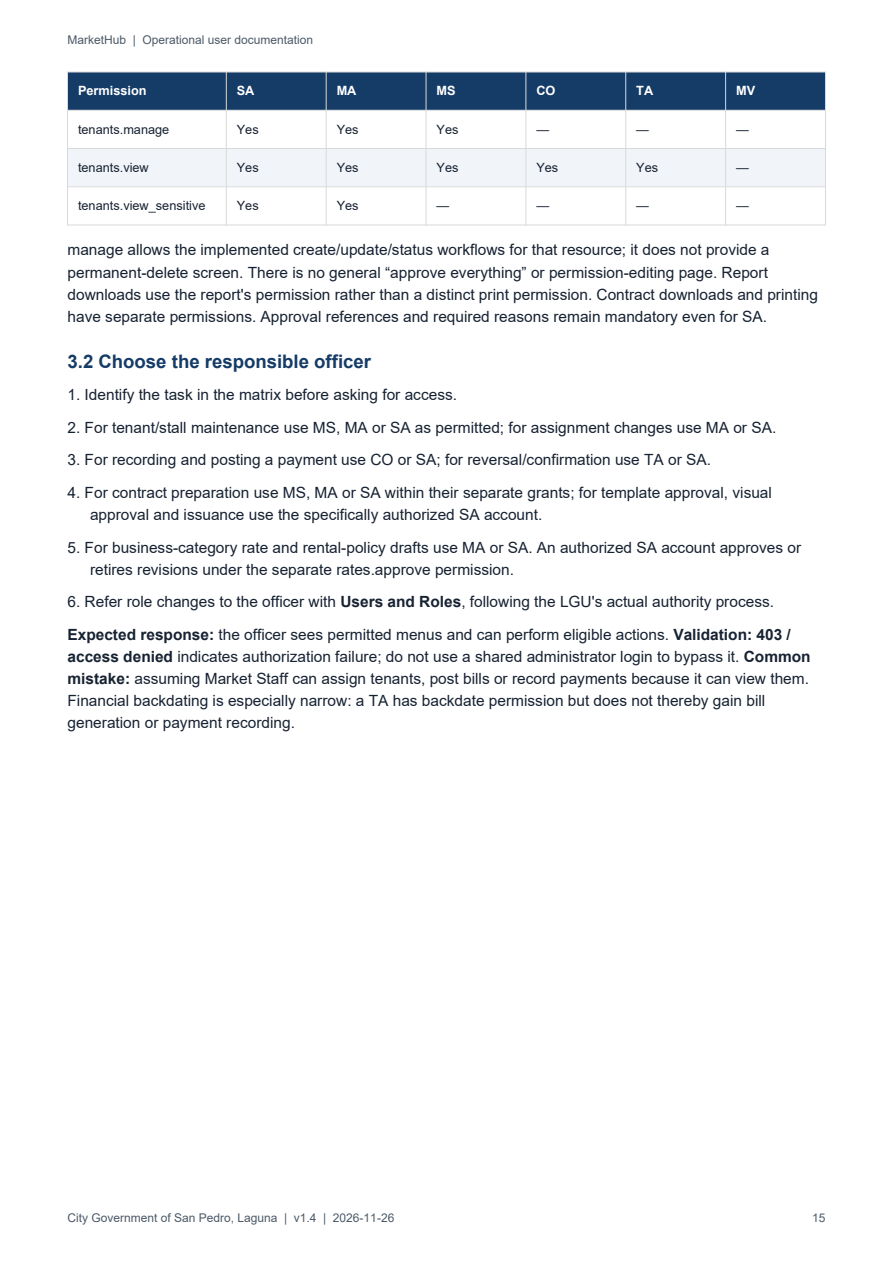 MarketHub | Operational user documentation
Permission SA MA MS CO TA MV
tenants.manage Yes Yes Yes — — —
tenants.view Yes Yes Yes Yes Yes —
tenants.view_sensitive Yes Yes — — — —
manage allows the implemented create/update/status workflows for that resource; it does not provide a
permanent-delete screen. There is no general “approve everything” or permission-editing page. Report
downloads use the report's permission rather than a distinct print permission. Contract downloads and printing
have separate permissions. Approval references and required reasons remain mandatory even for SA.
3.2 Choose the responsible officer
1. Identify the task in the matrix before asking for access.
2. For tenant/stall maintenance use MS, MA or SA as permitted; for assignment changes use MA or SA.
3. For recording and posting a payment use CO or SA; for reversal/confirmation use TA or SA.
4. For contract preparation use MS, MA or SA within their separate grants; for template approval, visual
approval and issuance use the specifically authorized SA account.
5. For business-category rate and rental-policy drafts use MA or SA. An authorized SA account approves or
retires revisions under the separate rates.approve permission.
6. Refer role changes to the officer with Users and Roles, following the LGU's actual authority process.
Expected response: the officer sees permitted menus and can perform eligible actions. Validation: 403 /
access denied indicates authorization failure; do not use a shared administrator login to bypass it. Common
mistake: assuming Market Staff can assign tenants, post bills or record payments because it can view them.
Financial backdating is especially narrow: a TA has backdate permission but does not thereby gain bill
generation or payment recording.
City Government of San Pedro, Laguna | v1.4 | 2026-11-26 15